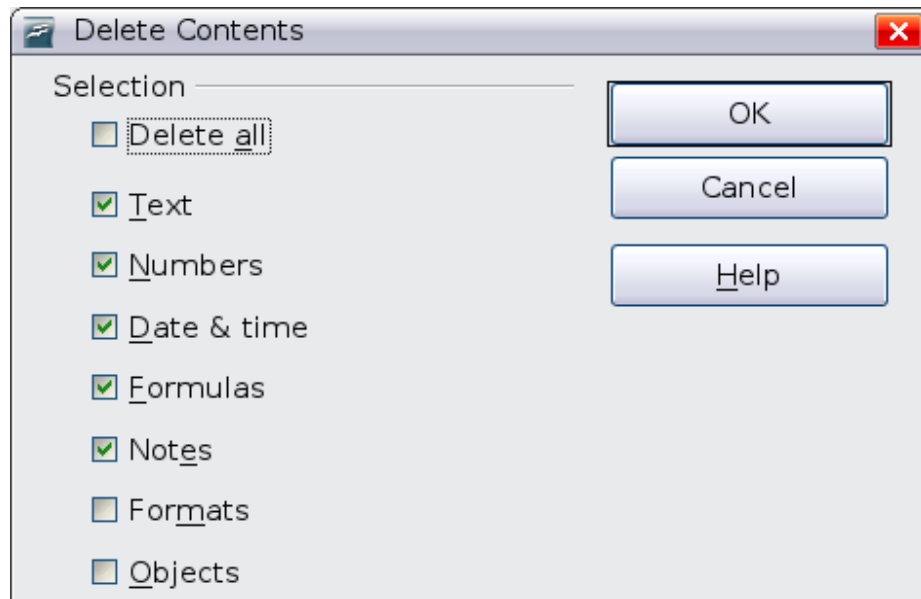 Delete Contents
Selection
Delete all
Text
Numbers
Date & time
Formulas
Notes
Formats
Objects
OK
Cancel
Help